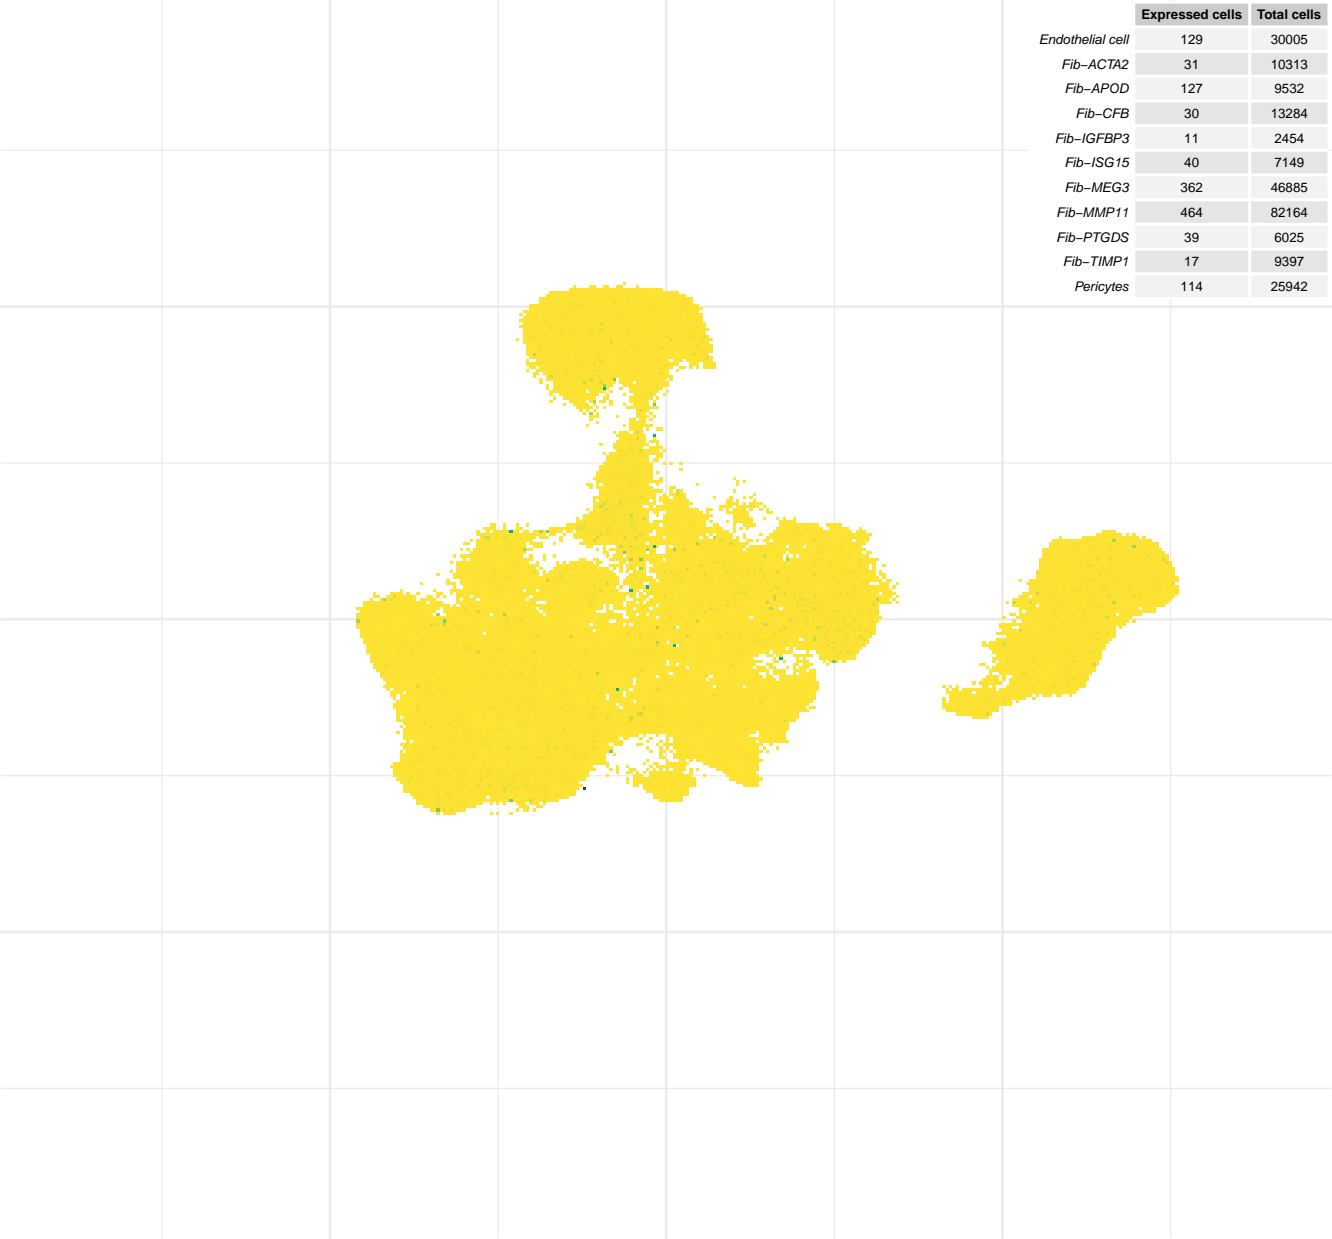 Expressed cells Total cells
Endothelial cell 129 30005
Fib−ACTA2 31 10313
Fib−APOD 127 9532
Fib−CFB 30 13284
Fib−IGFBP3 11 2454
Fib−ISG15 40 7149
Fib−MEG3 362 46885
Fib−MMP11 464 82164
Fib−PTGDS 39 6025
Fib−TIMP1 17 9397
Pericytes 114 25942